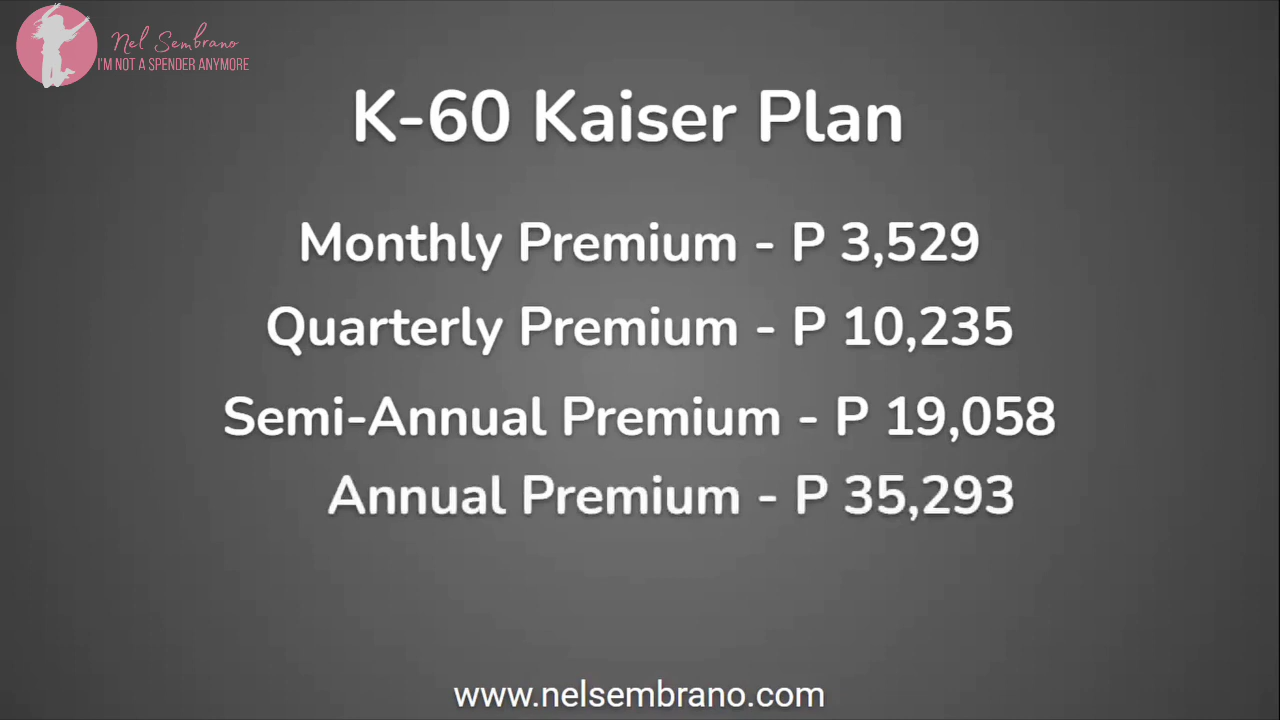 Nel Sembrano
I'M NOT A SPENDER ANYMORE
K-60 Kaiser Plan
Monthly Premium - P 3,529
Quarterly Premium - P 10,235
Semi-Annual Premium - P 19,058
Annual Premium - P 35,293
www.nelsembrano.com